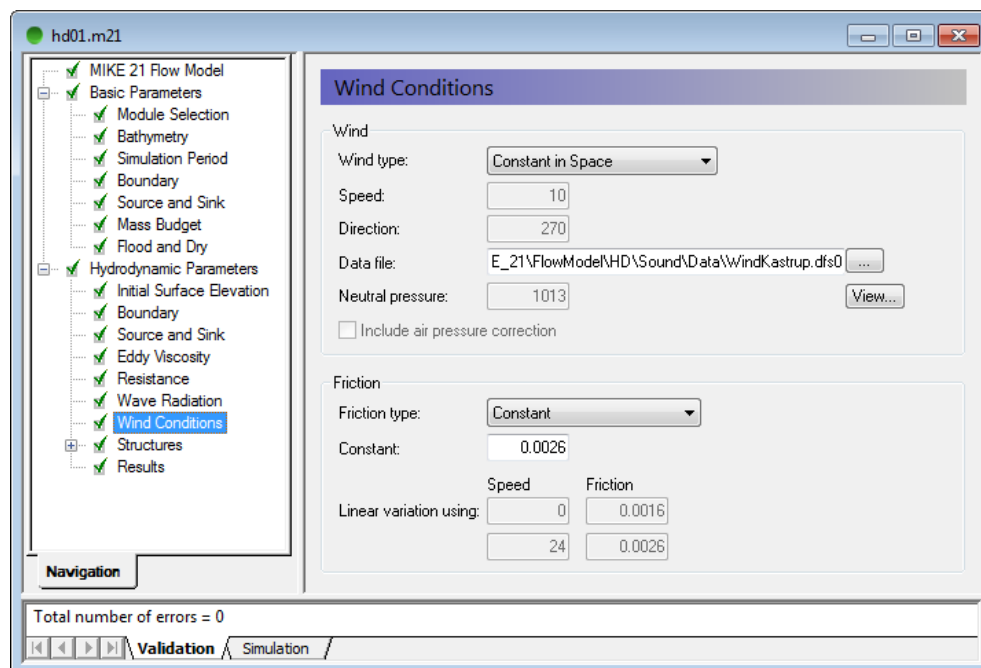 hd01.m21
MIKE 21 Flow Model
Basic Parameters
Module Selection
Bathymetry
Simulation Period
Boundary
Source and Sink
Mass Budget
Flood and Dry
Hydrodynamic Parameters
Initial Surface Elevation
Boundary
Source and Sink
Eddy Viscosity
Resistance
Wave Radiation
Wind Conditions
Structures
Results
Navigation
Wind Conditions
Wind
Wind type: Constant in Space
Speed: 10
Direction: 270
Data file: E_21\FlowModel\HD\Sound\Data\WindKastrup.dfs0 ...
Neutral pressure: 1013 View...
Include air pressure correction
Friction
Friction type: Constant
Constant: 0.0026
Speed Friction
Linear variation using: 0 0.0016
24 0.0026
Total number of errors = 0
Validation Simulation